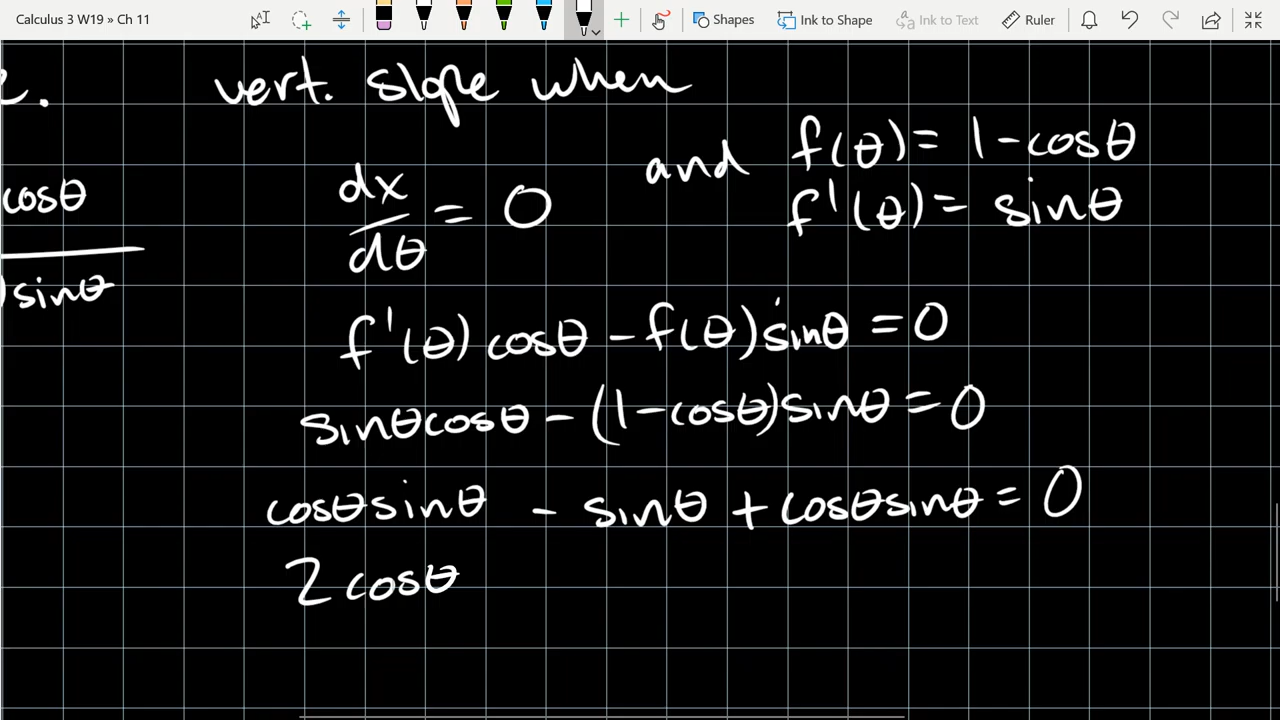 Calculus 3 W19 » Ch 11
Shapes Ink to Shape Ink to Text Ruler
vert. slope when
and f(θ) = 1-cosθ
f'(θ) = sinθ
dx/dθ = 0
cosθ
)sinθ
f'(θ) cosθ - f(θ) sinθ = 0
sinθcosθ - (1-cosθ)sinθ = 0
cosθsinθ - sinθ + cosθsinθ = 0
2cosθ